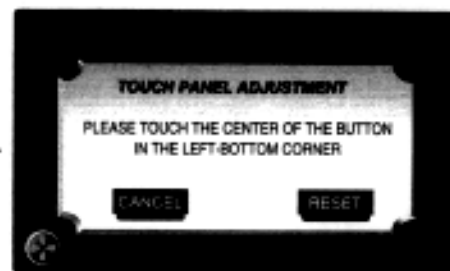 TOUCH PANEL ADJUSTMENT
PLEASE TOUCH THE CENTER OF THE BUTTON
IN THE LEFT-BOTTOM CORNER
CANCEL
RESET